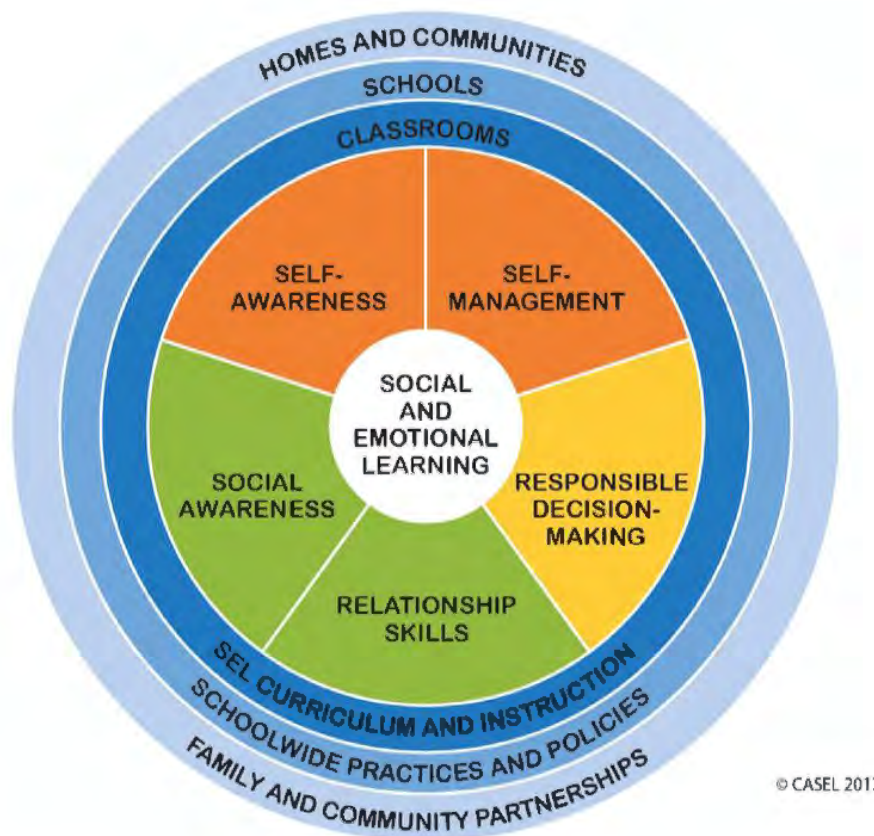 HOMES AND COMMUNITIES
SCHOOLS
CLASSROOMS
SELF-
AWARENESS
SELF-
MANAGEMENT
SOCIAL
AND
EMOTIONAL
LEARNING
SOCIAL
AWARENESS
RESPONSIBLE
DECISION-
MAKING
RELATIONSHIP
SKILLS
SEL CURRICULUM AND INSTRUCTION
SCHOOLWIDE PRACTICES AND POLICIES
FAMILY AND COMMUNITY PARTNERSHIPS
© CASEL